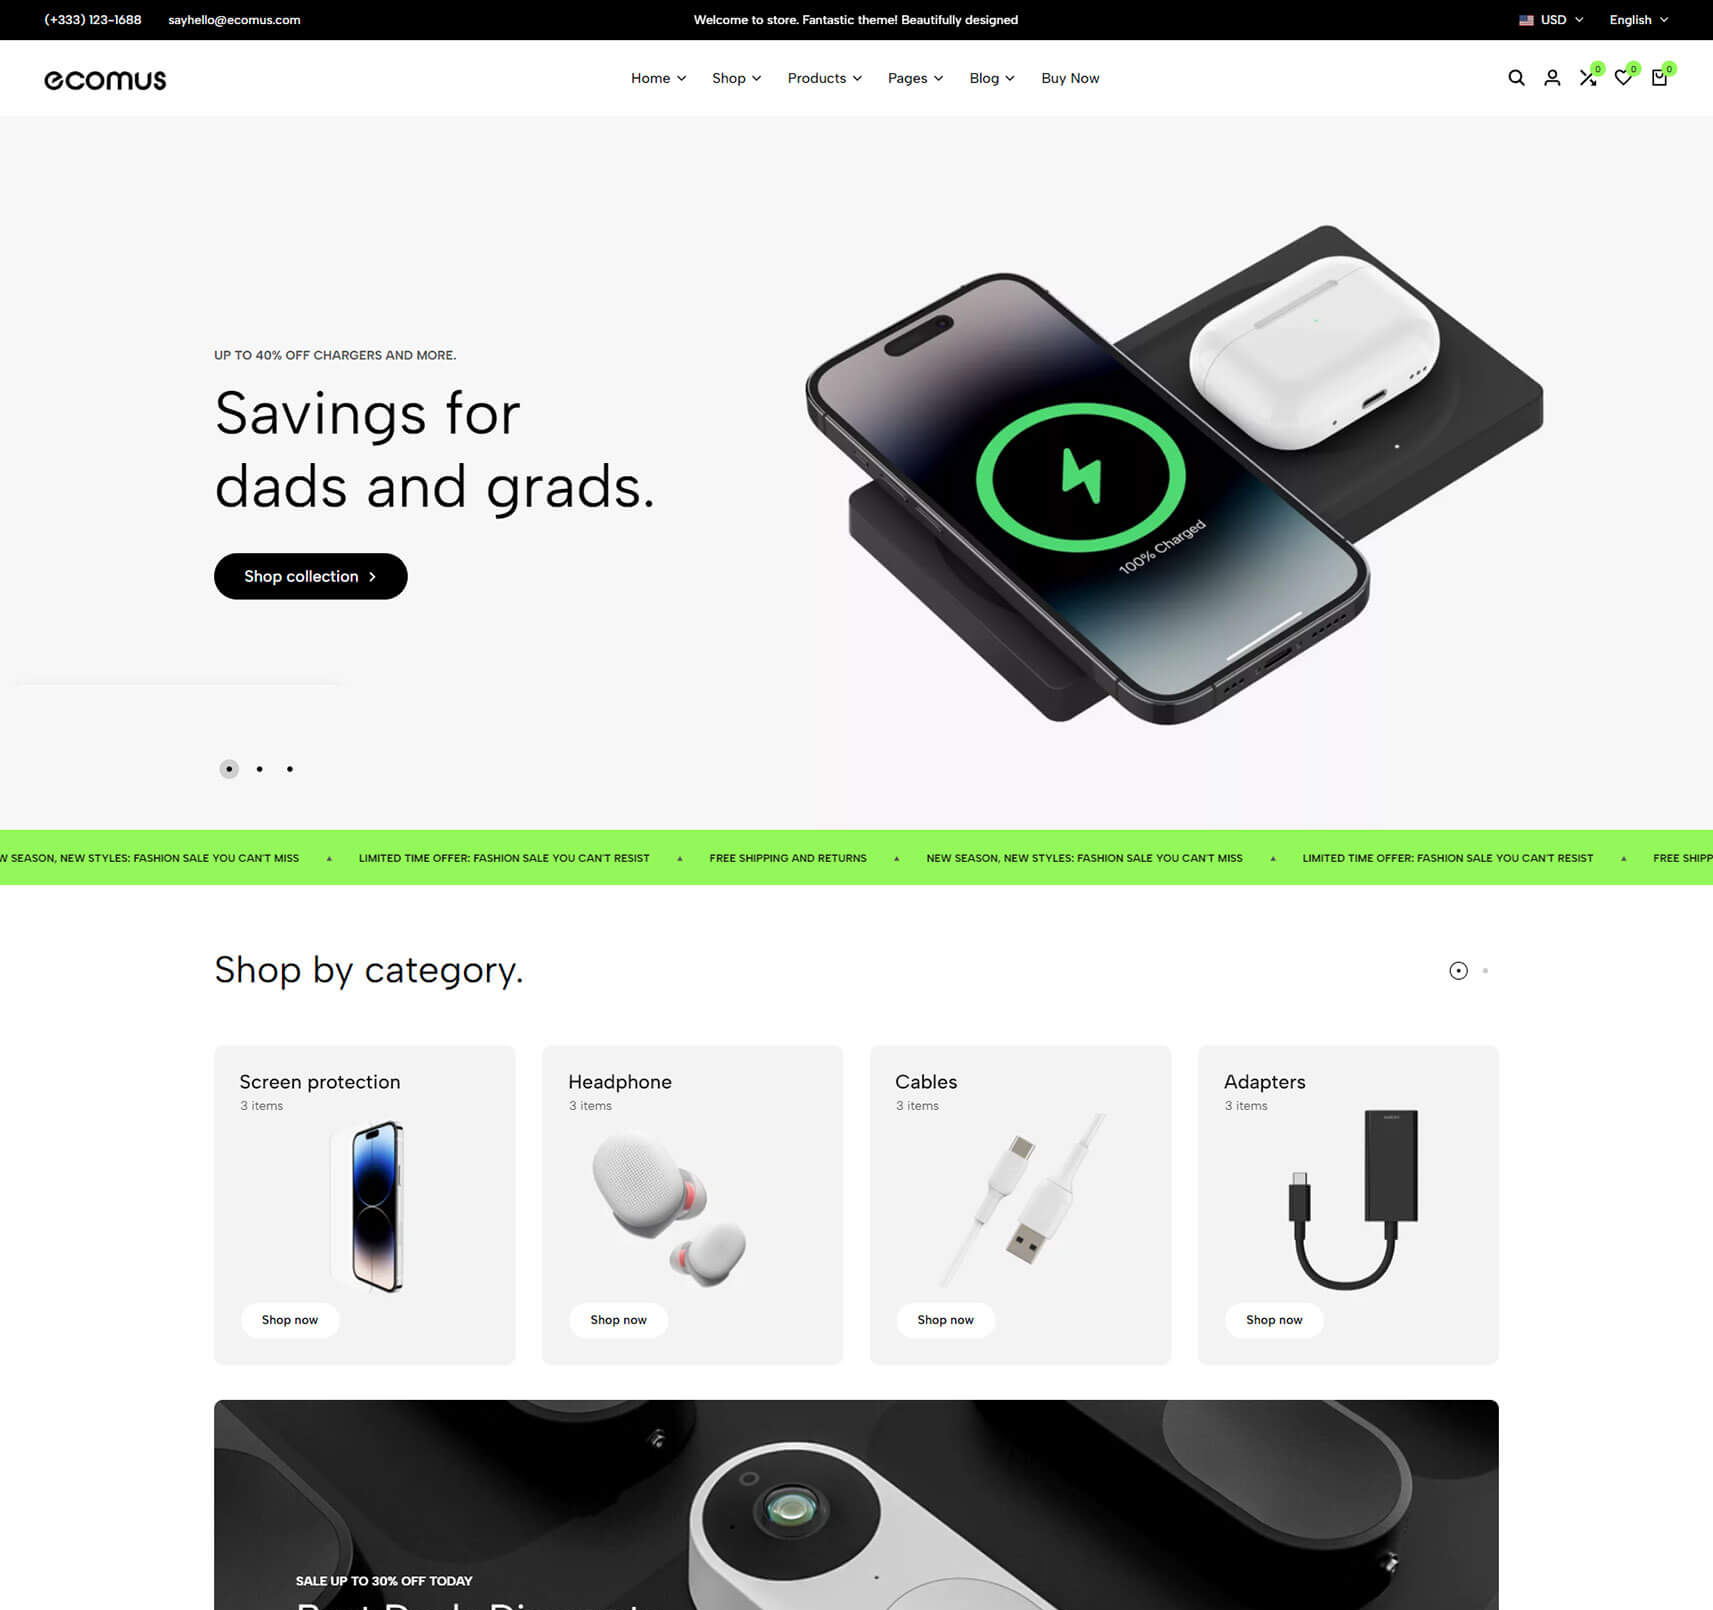 (+333) 123-1688 sayhello@ecomus.com Welcome to store. Fantastic theme! Beautifully designed USD English
ecomus Home Shop Products Pages Blog Buy Now 0 0 0
UP TO 40% OFF CHARGERS AND MORE.
Savings for
dads and grads.
Shop collection
100% Charged
W SEASON, NEW STYLES: FASHION SALE YOU CAN'T MISS LIMITED TIME OFFER: FASHION SALE YOU CAN'T RESIST FREE SHIPPING AND RETURNS NEW SEASON, NEW STYLES: FASHION SALE YOU CAN'T MISS LIMITED TIME OFFER: FASHION SALE YOU CAN'T RESIST FREE SHIPP
Shop by category.
Screen protection
3 items
Shop now
Headphone
3 items
Shop now
Cables
3 items
Shop now
Adapters
3 items
Shop now
SALE UP TO 30% OFF TODAY